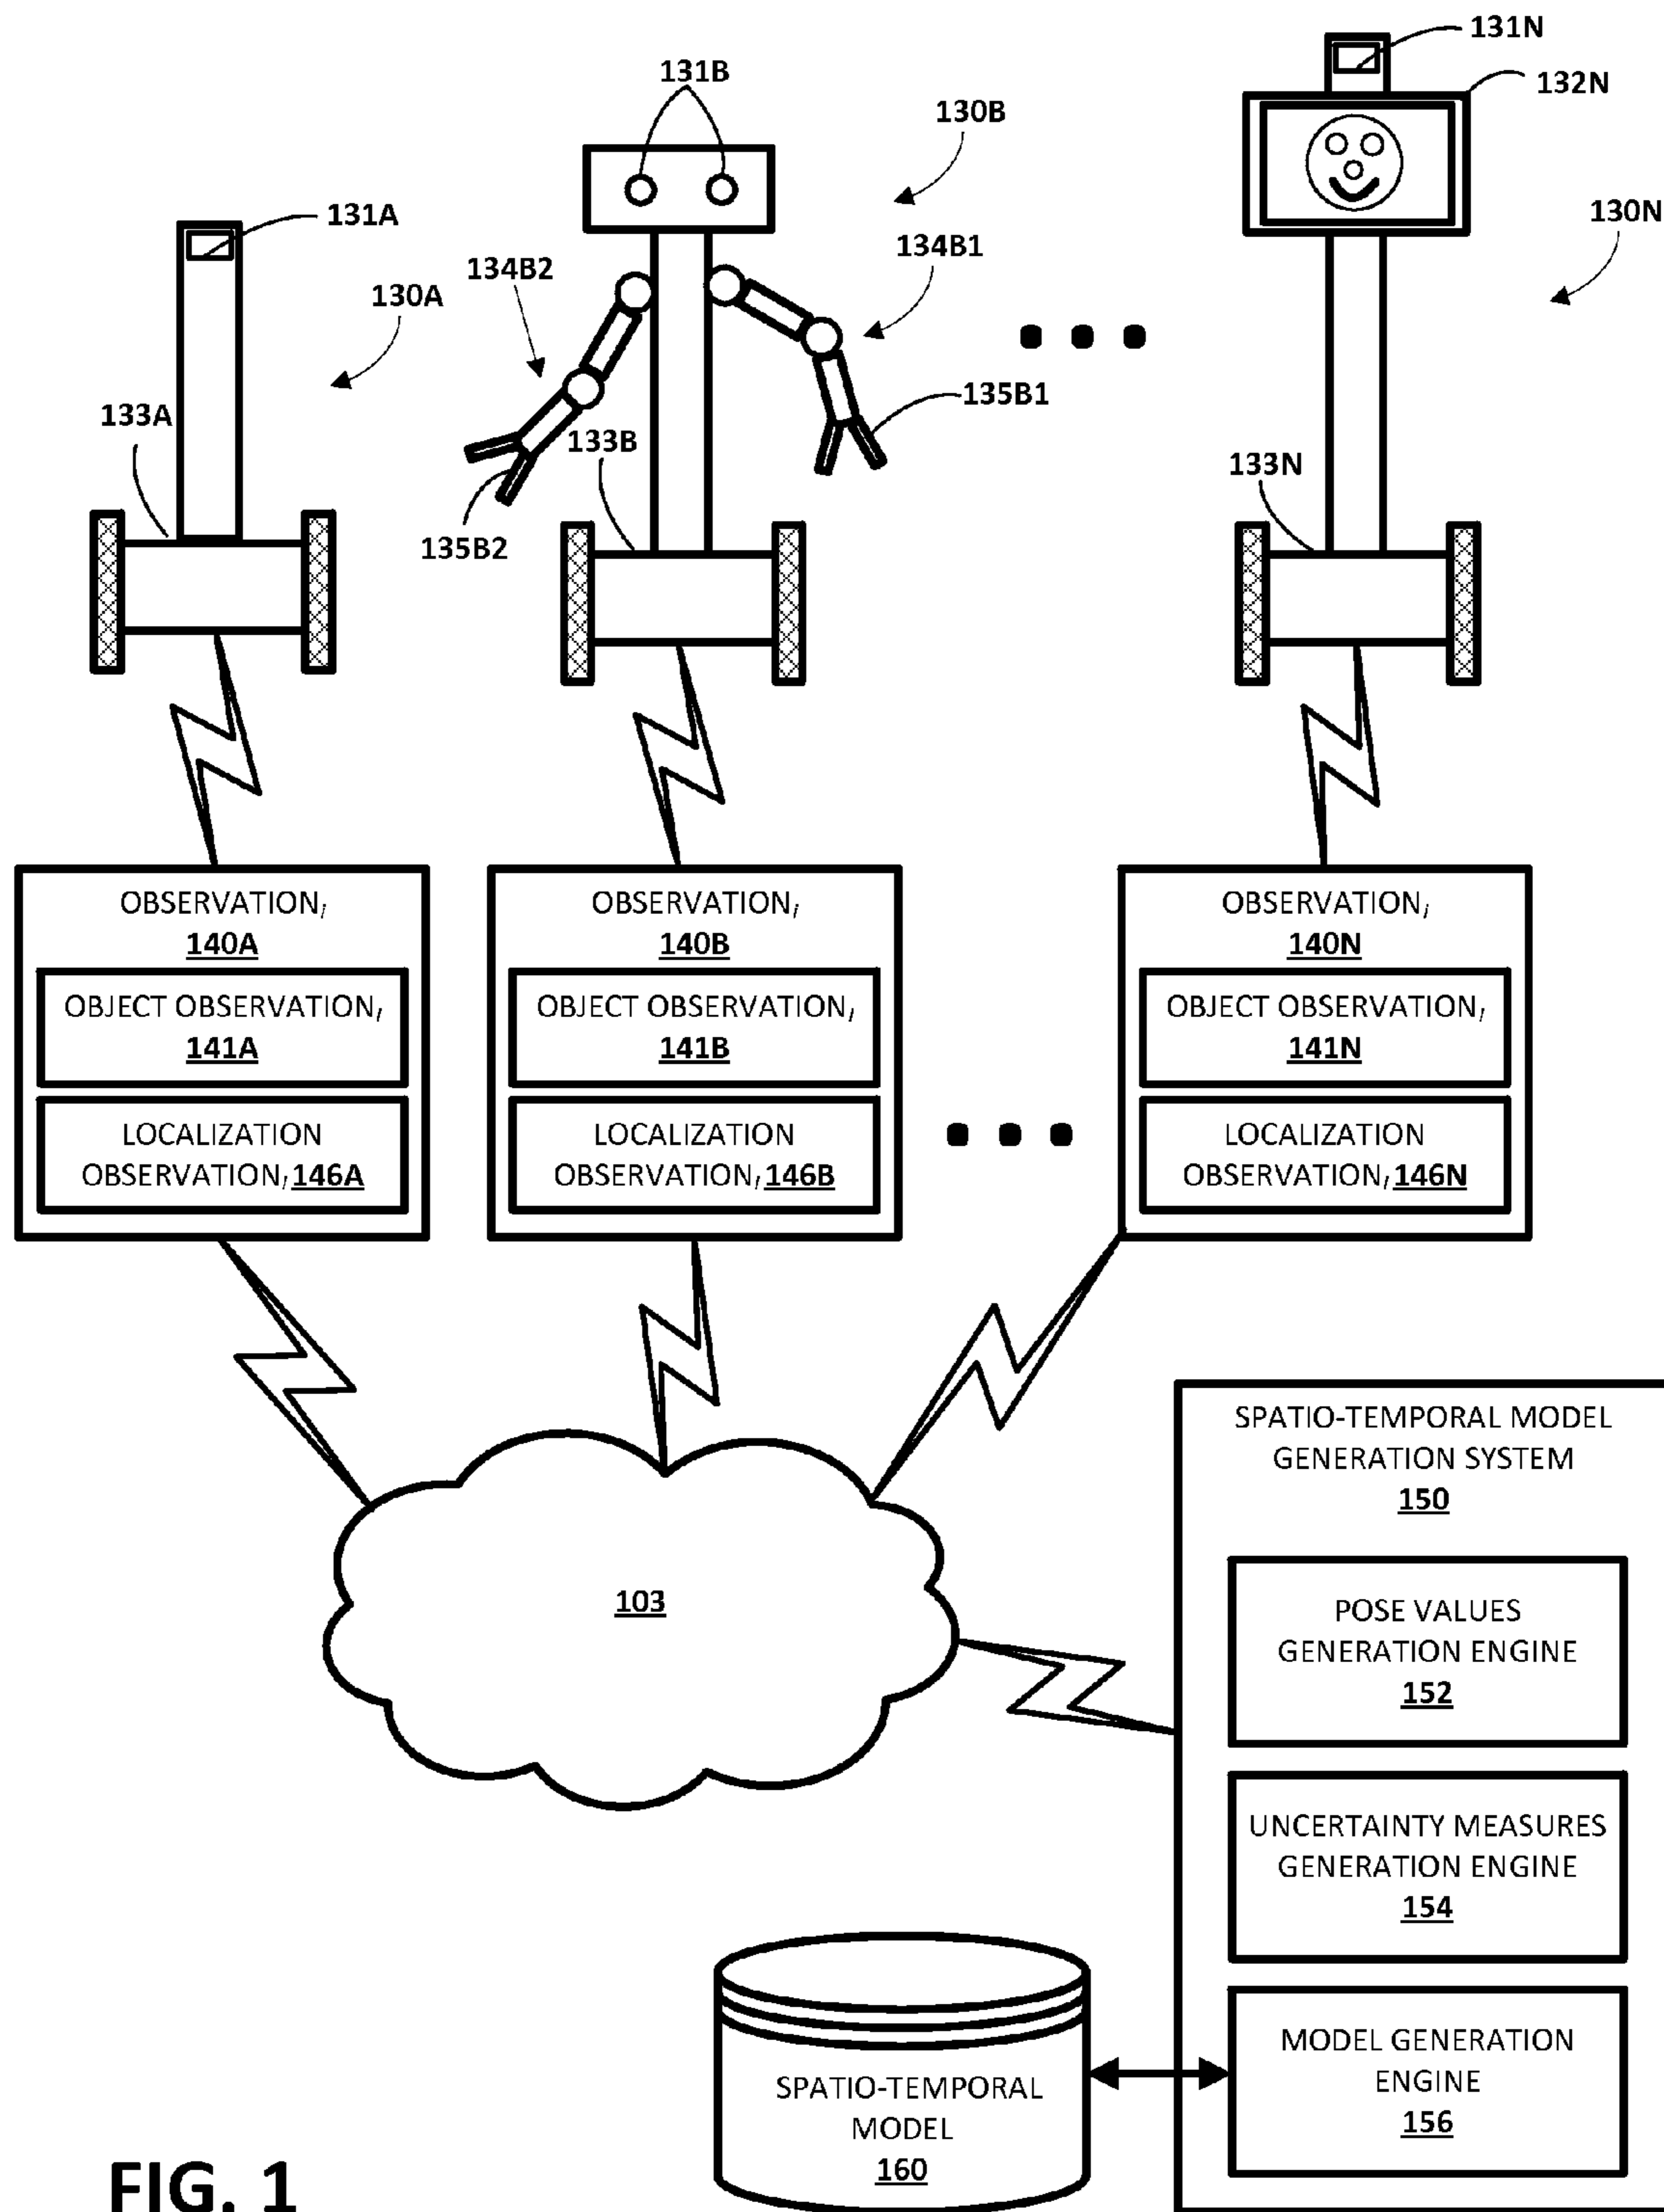 131N
132N
131B
130B
130N
131A
134B2
134B1
130A
135B1
133A
133B
133N
135B2
OBSERVATIONi
140A
OBJECT OBSERVATIONi
141A
LOCALIZATION
OBSERVATIONi 146A
OBSERVATIONi
140B
OBJECT OBSERVATIONi
141B
LOCALIZATION
OBSERVATIONi 146B
OBSERVATIONi
140N
OBJECT OBSERVATIONi
141N
LOCALIZATION
OBSERVATIONi 146N
103
SPATIO-TEMPORAL MODEL
GENERATION SYSTEM
150
POSE VALUES
GENERATION ENGINE
152
UNCERTAINTY MEASURES
GENERATION ENGINE
154
MODEL GENERATION
ENGINE
156
SPATIO-TEMPORAL
MODEL
160
FIG. 1